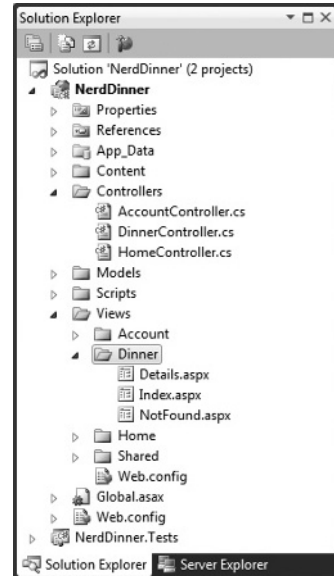 Solution Explorer
Solution 'NerdDinner' (2 projects)
NerdDinner
Properties
References
App_Data
Content
Controllers
AccountController.cs
DinnerController.cs
HomeController.cs
Models
Scripts
Views
Account
Dinner
Details.aspx
Index.aspx
NotFound.aspx
Home
Shared
Web.config
Global.asax
Web.config
NerdDinner.Tests
Solution Explorer Server Explorer